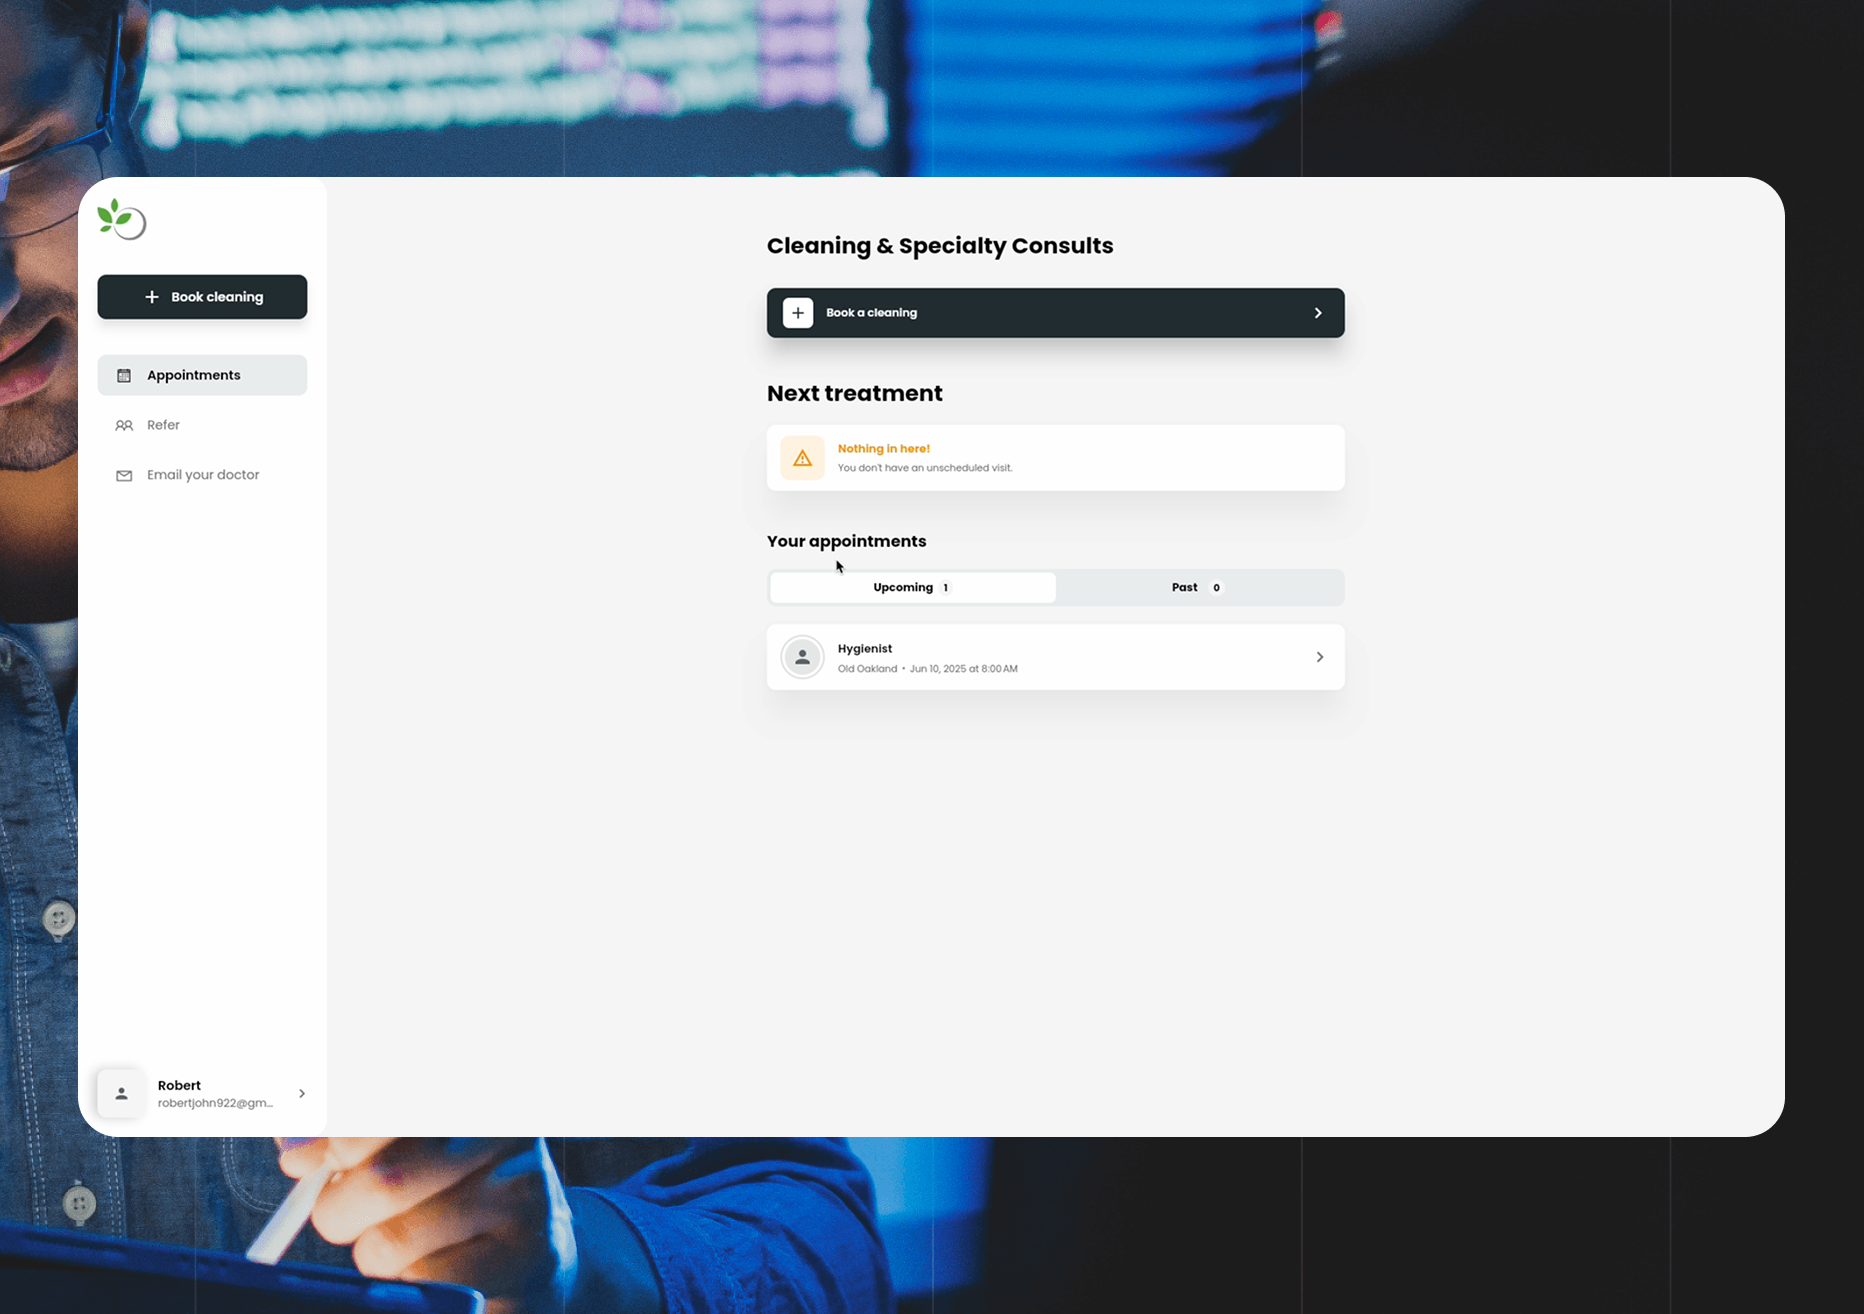 Book cleaning
Appointments
Refer
Email your doctor
Robert
robertjohn922@gm...
Cleaning & Specialty Consults
Book a cleaning
Next treatment
Nothing in here!
You don't have an unscheduled visit.
Your appointments
Upcoming 1
Past 0
Hygienist
Old Oakland • Jun 10, 2025 at 8:00 AM